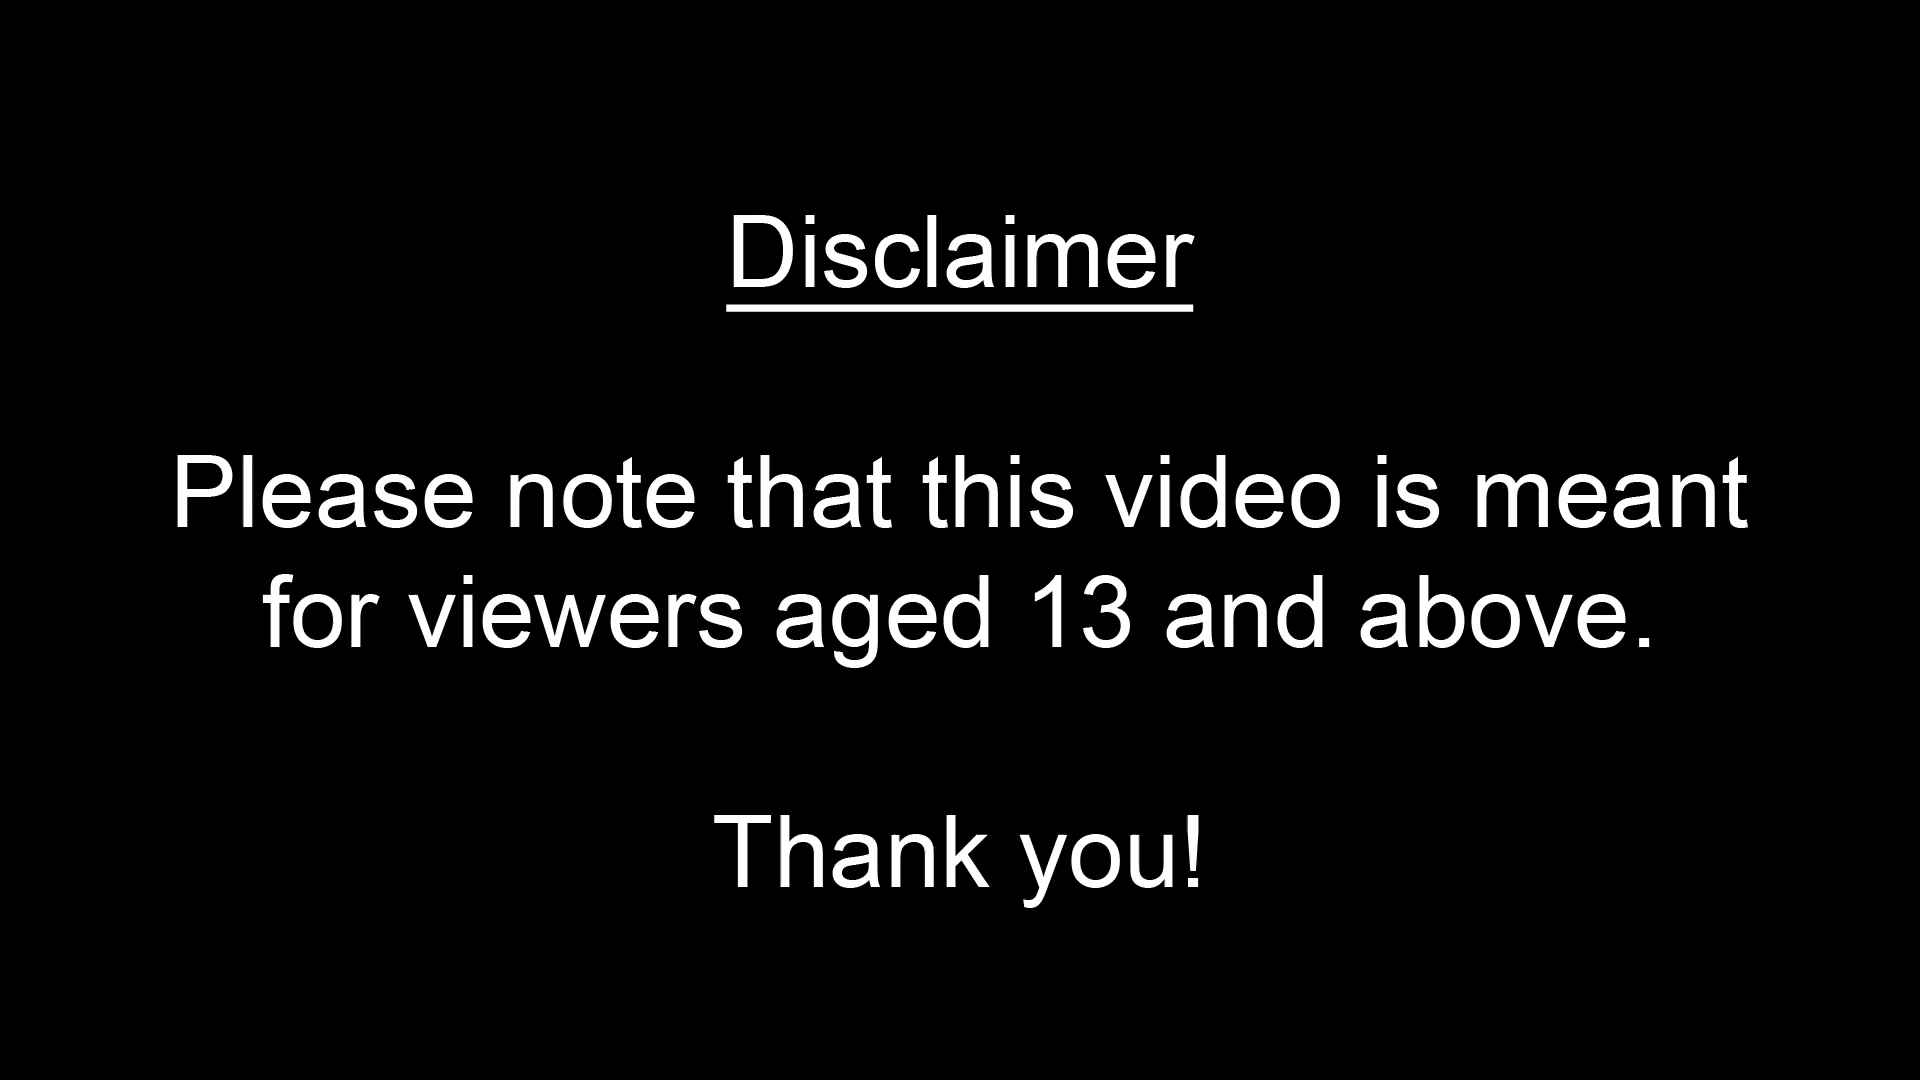 Disclaimer
Please note that this video is meant
for viewers aged 13 and above.
Thank you!